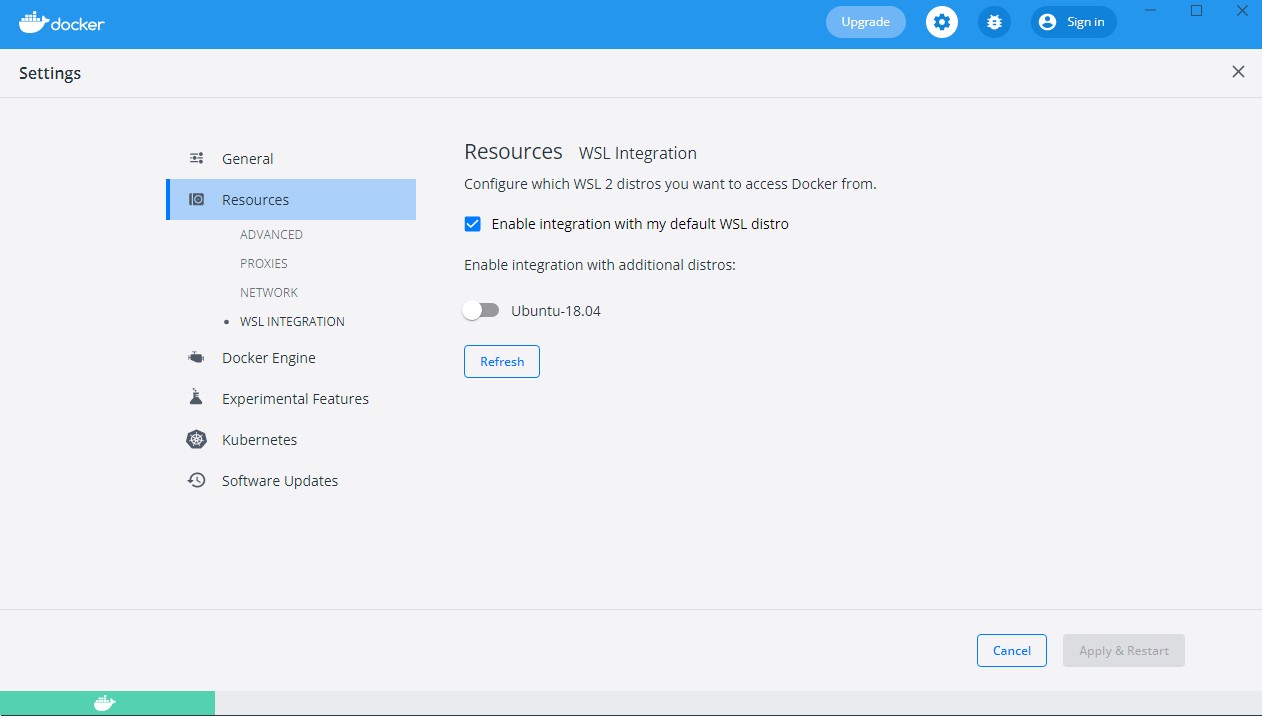 docker
Upgrade
Sign in
Settings
General
Resources
ADVANCED
PROXIES
NETWORK
WSL INTEGRATION
Docker Engine
Experimental Features
Kubernetes
Software Updates
Resources WSL Integration
Configure which WSL 2 distros you want to access Docker from.
Enable integration with my default WSL distro
Enable integration with additional distros:
Ubuntu-18.04
Refresh
Cancel
Apply & Restart